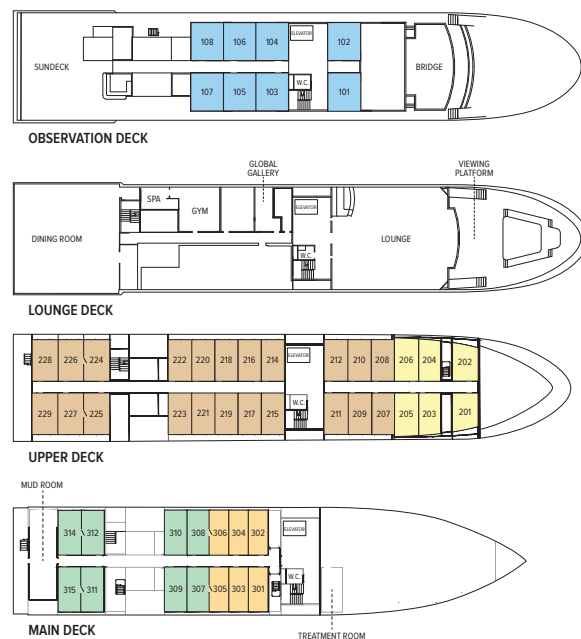 108 106 104 ELEVATOR 102
SUNDECK BRIDGE
W.C.
107 105 103 101
OBSERVATION DECK
GLOBAL
GALLERY
VIEWING
PLATFORM
SPA
GYM
ELEVATOR
DINING ROOM LOUNGE
W.C.
LOUNGE DECK
228 226 224 222 220 218 216 214 ELEVATOR 212 210 208 206 204 202
W.C.
229 227 225 223 221 219 217 215 211 209 207 205 203 201
UPPER DECK
MUD ROOM
314 312 310 308 306 304 302 ELEVATOR
W.C.
315 311 309 307 305 303 301
MAIN DECK
TREATMENT ROOM